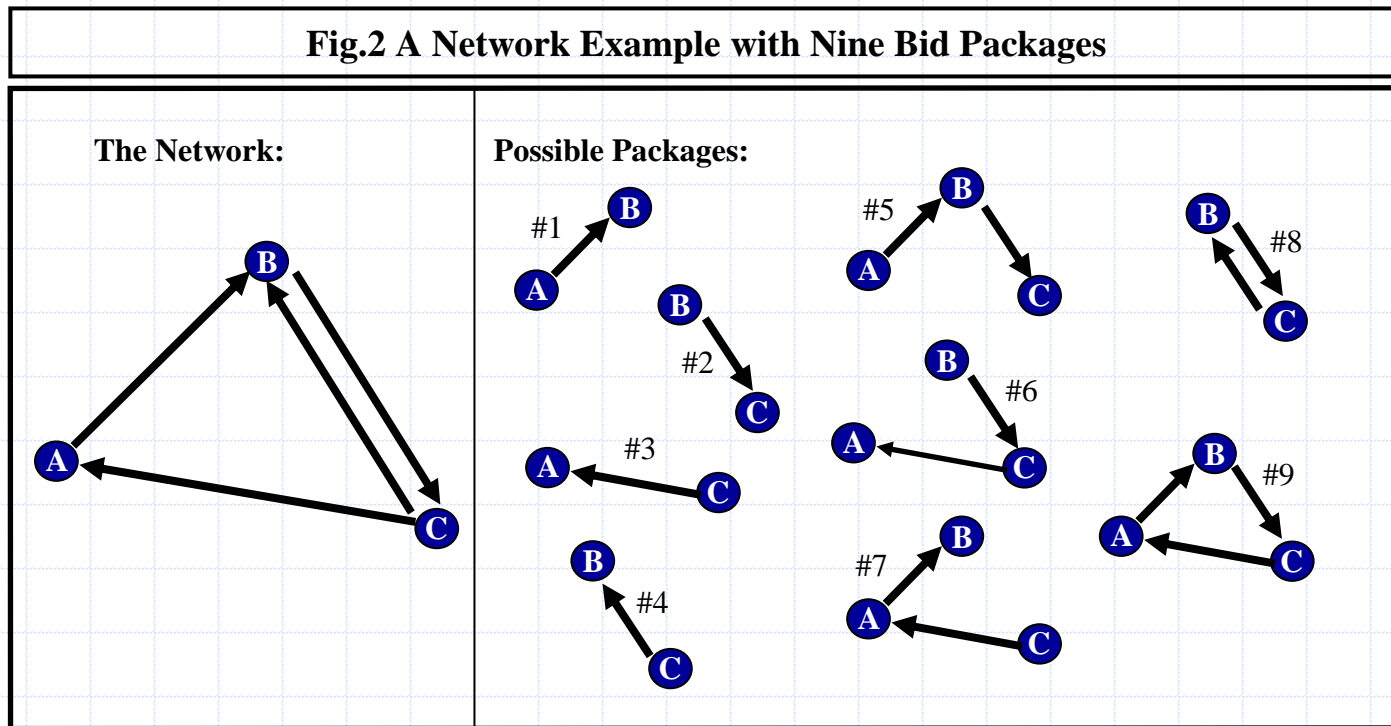 Fig.2 A Network Example with Nine Bid Packages
The Network:
B
A
C
Possible Packages:
#1
B
A
B
#2
C
#3
A
C
B
#4
C
#5
B
A
C
B
#6
A
C
B
#7
A
C
B
#8
C
B
#9
A
C